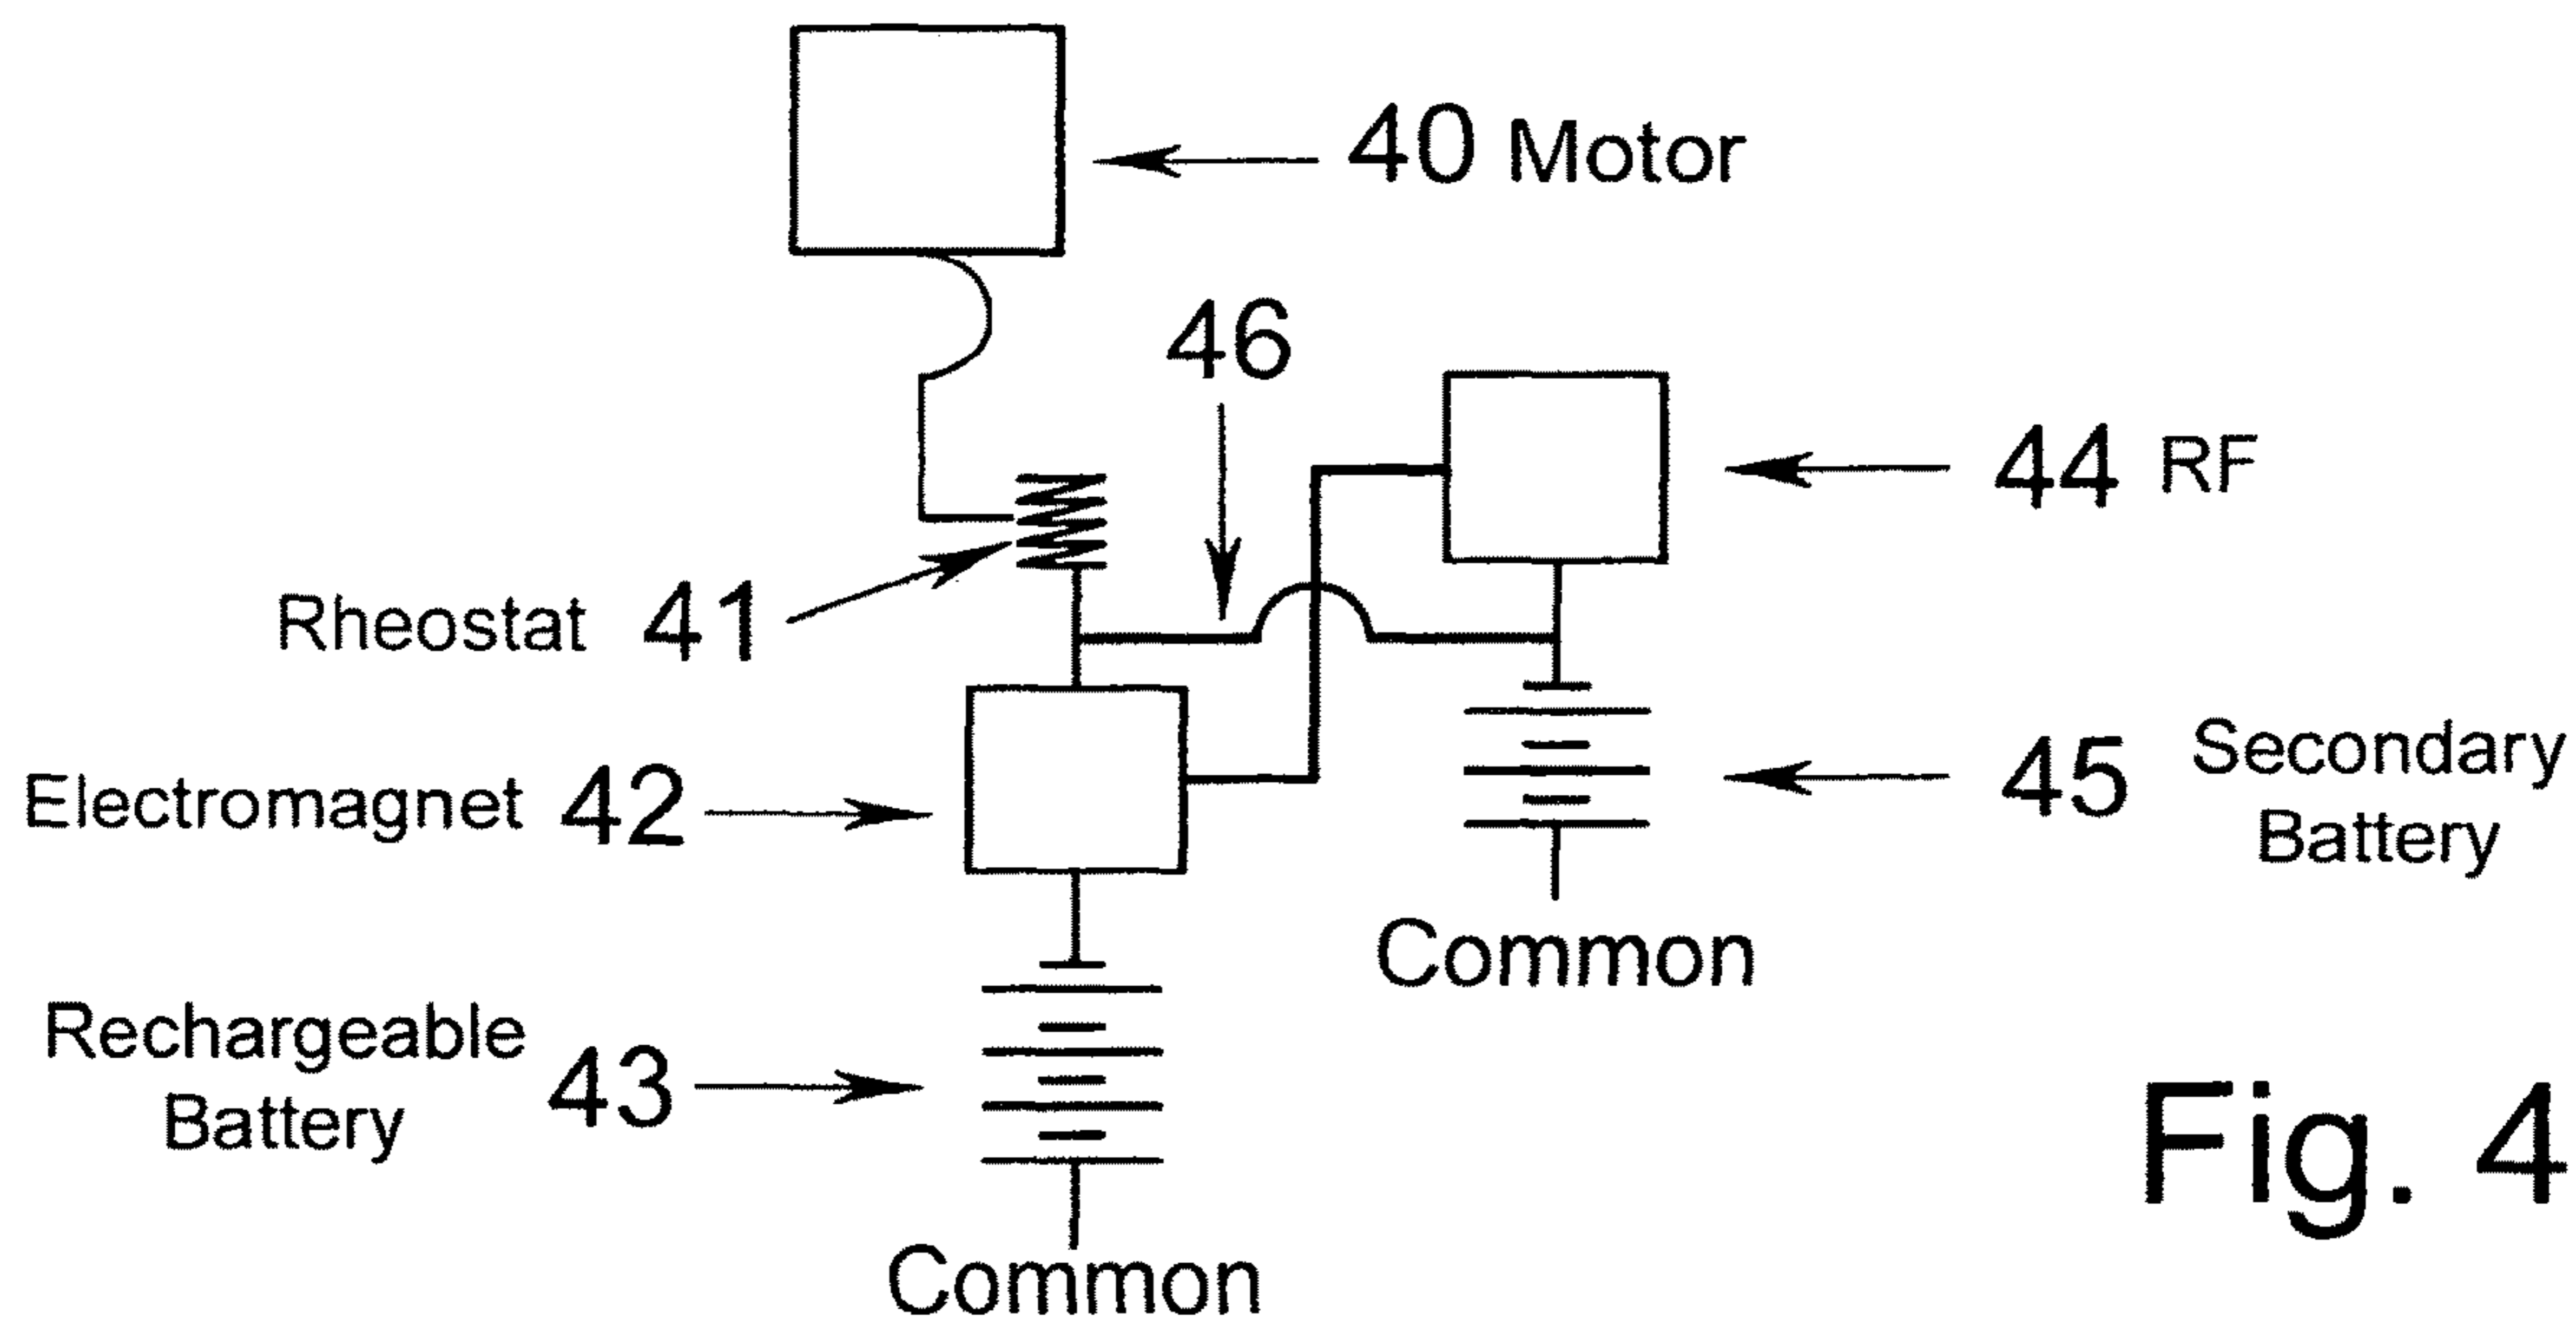 40 Motor
46
44 RF
Rheostat 41
Electromagnet 42
45 Secondary
Battery
Common
Rechargeable
Battery 43
Common
Fig. 4